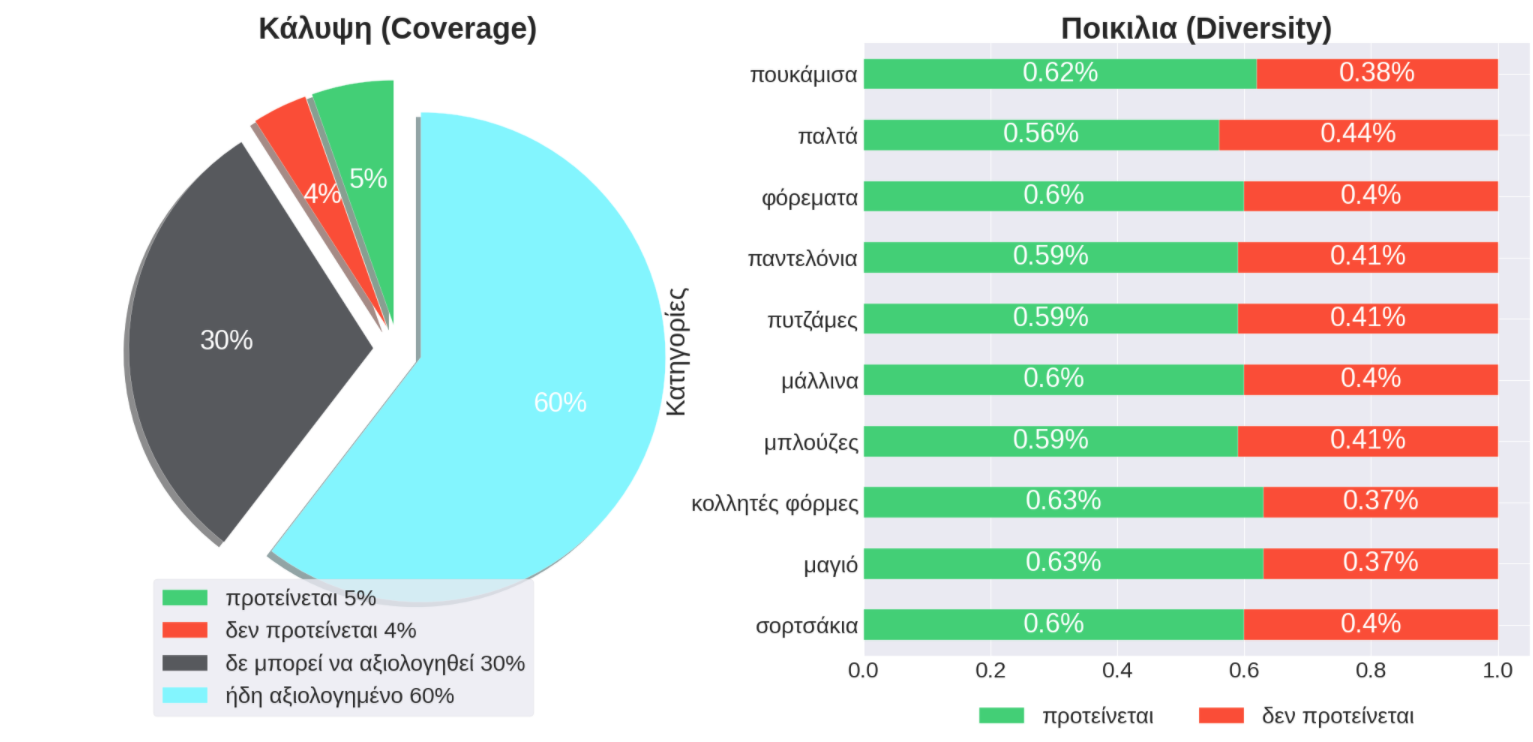 Κάλυψη (Coverage)
5%
4%
30%
60%
προτείνεται 5%
δεν προτείνεται 4%
δε μπορεί να αξιολογηθεί 30%
ήδη αξιολογημένο 60%
Ποικιλια (Diversity)
Κατηγορίες
πουκάμισα 0.62% 0.38%
παλτά 0.56% 0.44%
φόρεματα 0.6% 0.4%
παντελόνια 0.59% 0.41%
πυτζάμες 0.59% 0.41%
μάλλινα 0.6% 0.4%
μπλούζες 0.59% 0.41%
κολλητές φόρμες 0.63% 0.37%
μαγιό 0.63% 0.37%
σορτσάκια 0.6% 0.4%
0.0 0.2 0.4 0.6 0.8 1.0
προτείνεται δεν προτείνεται